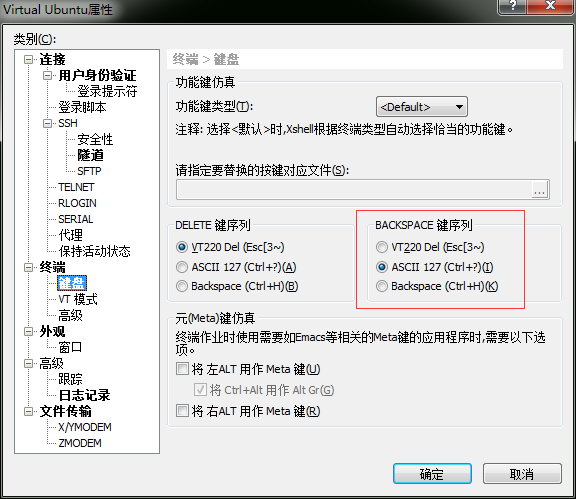 Virtual Ubuntu属性
类别(C):
连接
用户身份验证
登录提示符
登录脚本
SSH
安全性
隧道
SFTP
TELNET
RLOGIN
SERIAL
代理
保持活动状态
终端
键盘
VT 模式
高级
外观
窗口
高级
跟踪
日志记录
文件传输
X/YMODEM
ZMODEM
终端 > 键盘
功能键仿真
功能键类型(T):
<Default>
注释: 选择<默认>时,Xshell根据终端类型自动选择恰当的功能键。
请指定要替换的按键对应文件(S):
...
DELETE 键序列
VT220 Del (Esc[3~)
ASCII 127 (Ctrl+?)(A)
Backspace (Ctrl+H)(B)
BACKSPACE 键序列
VT220 Del (Esc[3~)
ASCII 127 (Ctrl+?)(I)
Backspace (Ctrl+H)(K)
元(Meta)键仿真
终端作业时使用需要如Emacs等相关的Meta键的应用程序时,需要以下选
项。
将 左ALT 用作 Meta 键(U)
将 Ctrl+Alt 用作 Alt Gr(G)
将 右ALT 用作 Meta 键(R)
确定
取消